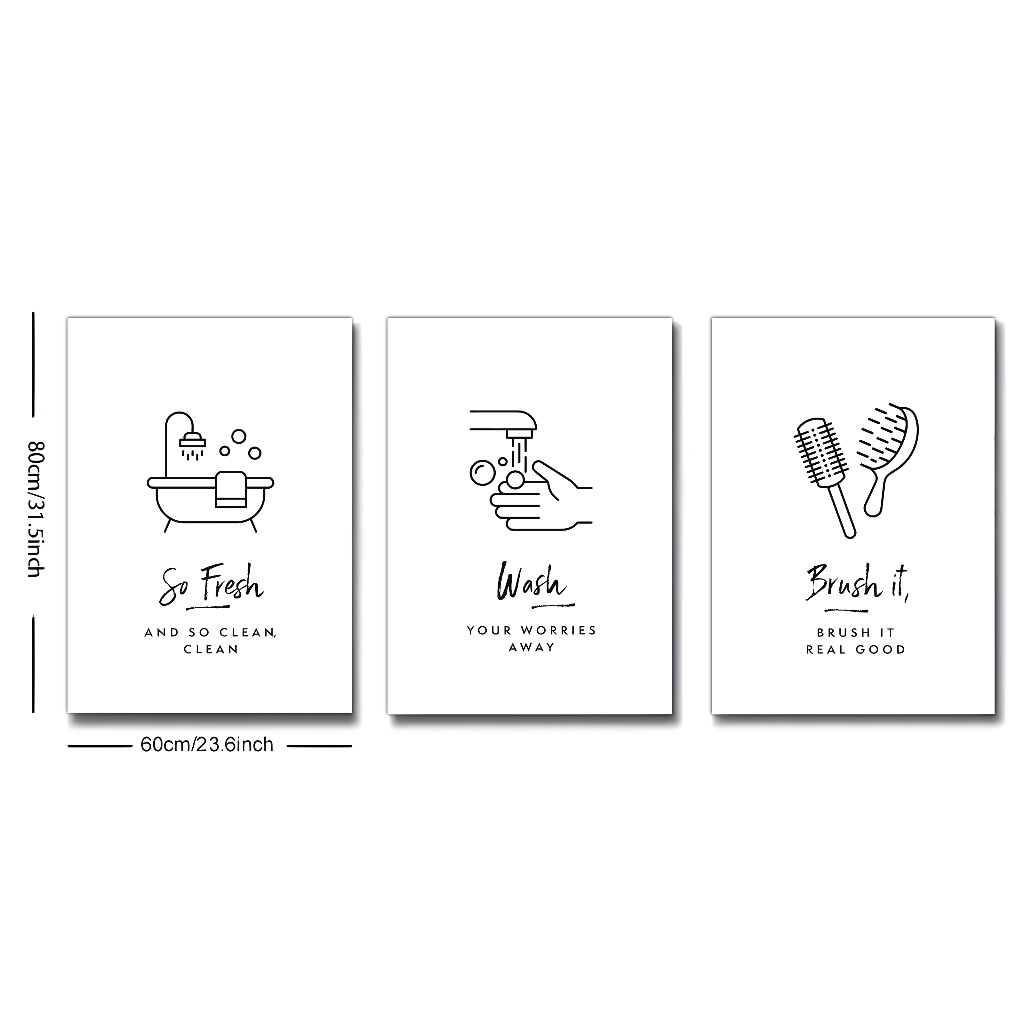 80cm/31.5inch
So Fresh
AND SO CLEAN,
CLEAN
Wash
YOUR WORRIES
AWAY
Brush it,
BRUSH IT
REAL GOOD
60cm/23.6inch